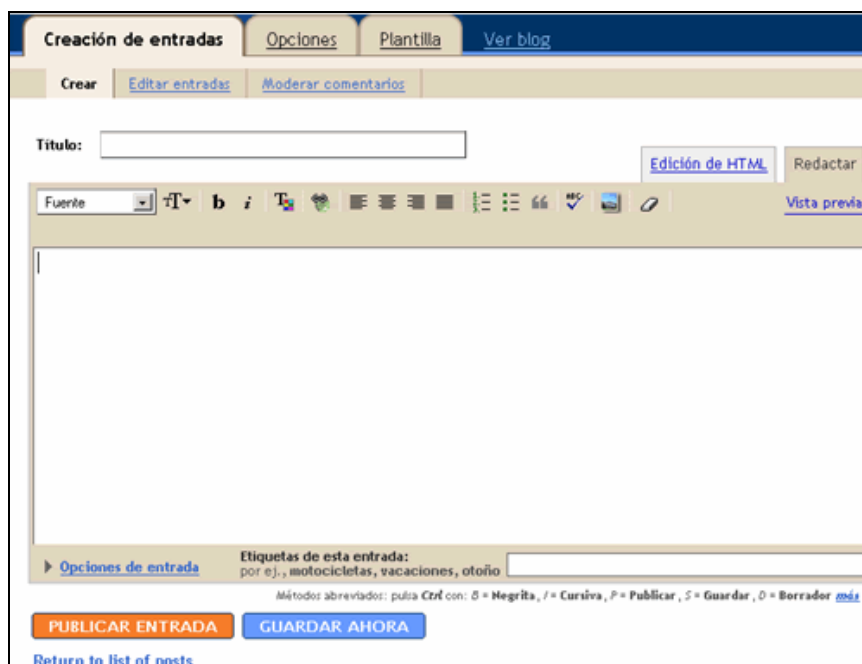 Creación de entradas Opciones Plantilla Ver blog
Crear Editar entradas Moderar comentarios
Título:
Edición de HTML Redactar
Fuente Vista previa
Opciones de entrada
Etiquetas de esta entrada:
por ej., motocicletas, vacaciones, otoño
Métodos abreviados: pulsa Ctrl con: B = Negrita, I = Cursiva, P = Publicar, S = Guardar, D = Borrador más
PUBLICAR ENTRADA GUARDAR AHORA
Return to list of posts